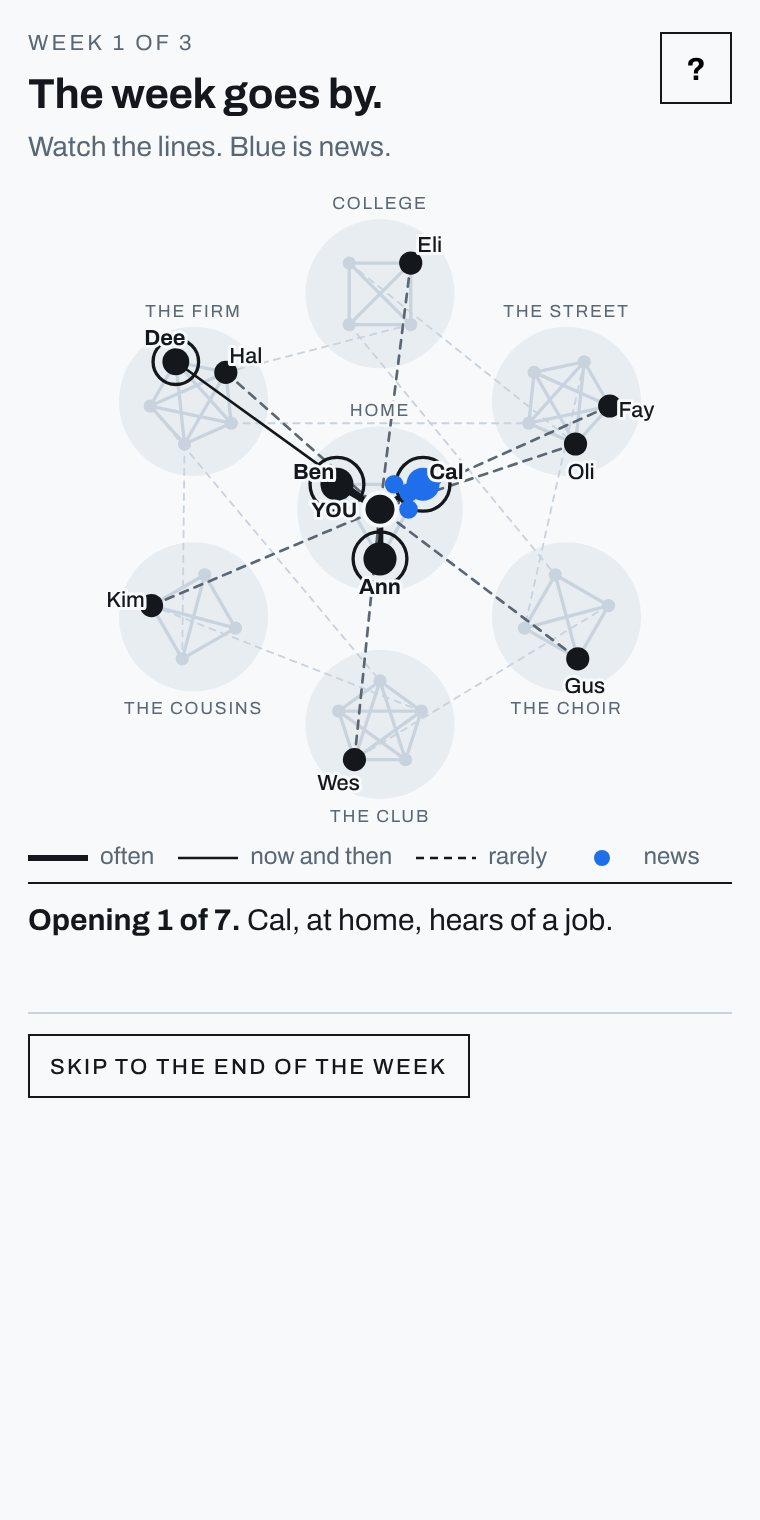 WEEK 1 OF 3
?
The week goes by.
Watch the lines. Blue is news.
COLLEGE
Eli
THE FIRM
THE STREET
Dee
Hal
HOME
Fay
Ben
Cal
Oli
YOU
Ann
Kim
Gus
THE COUSINS
THE CHOIR
Wes
THE CLUB
often
now and then
rarely
news
Opening 1 of 7. Cal, at home, hears of a job.
SKIP TO THE END OF THE WEEK